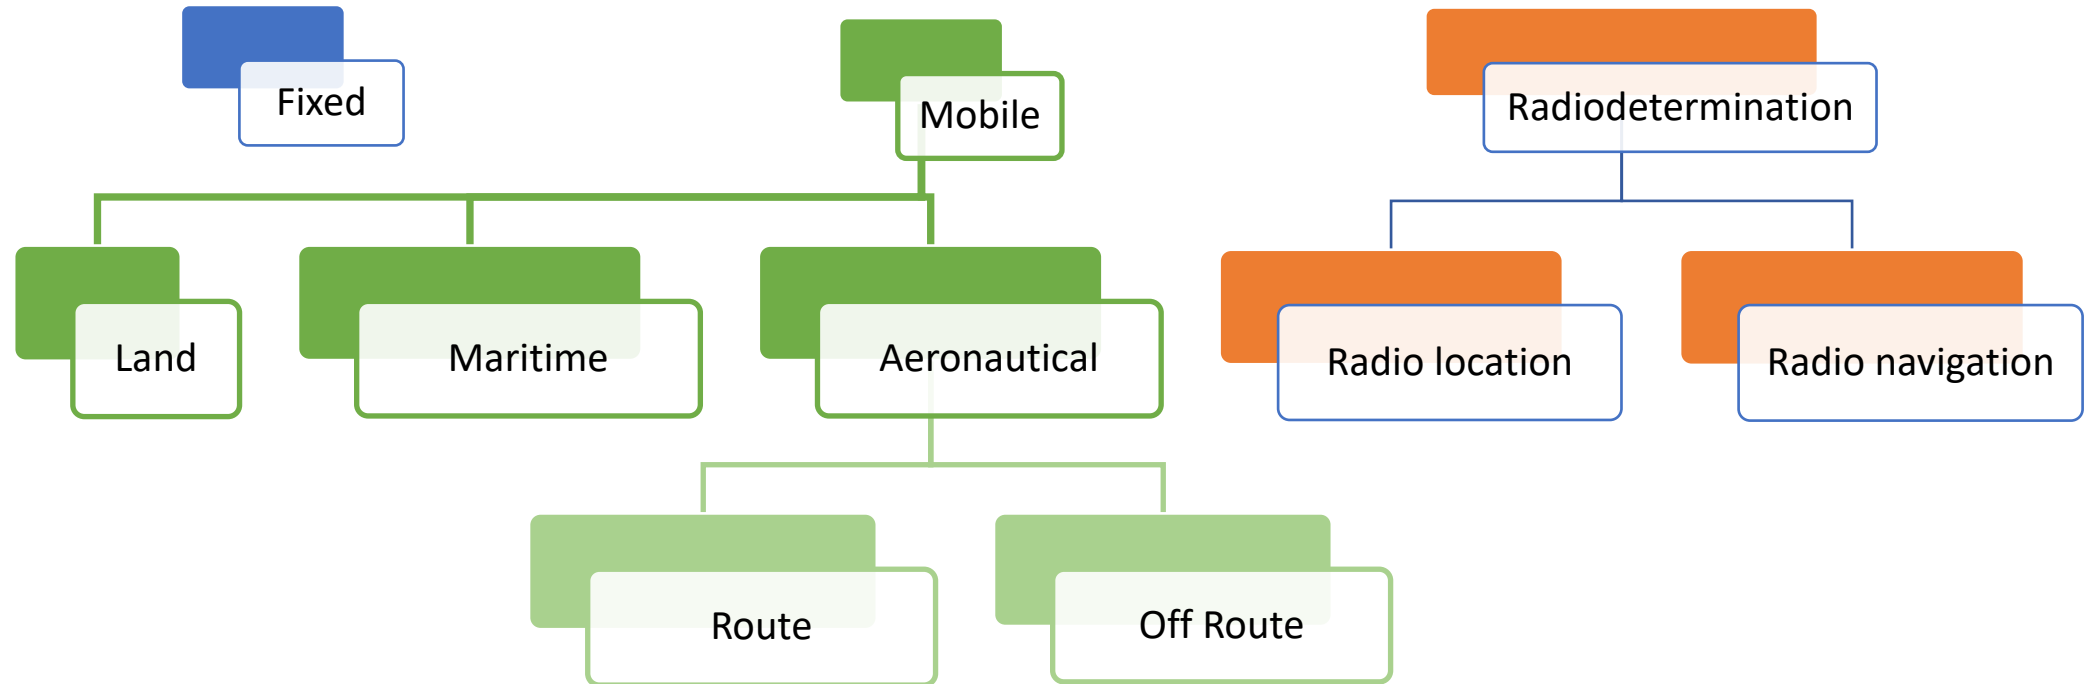 Fixed
Mobile
Radiodetermination
Land
Maritime
Aeronautical
Radio location
Radio navigation
Route
Off Route